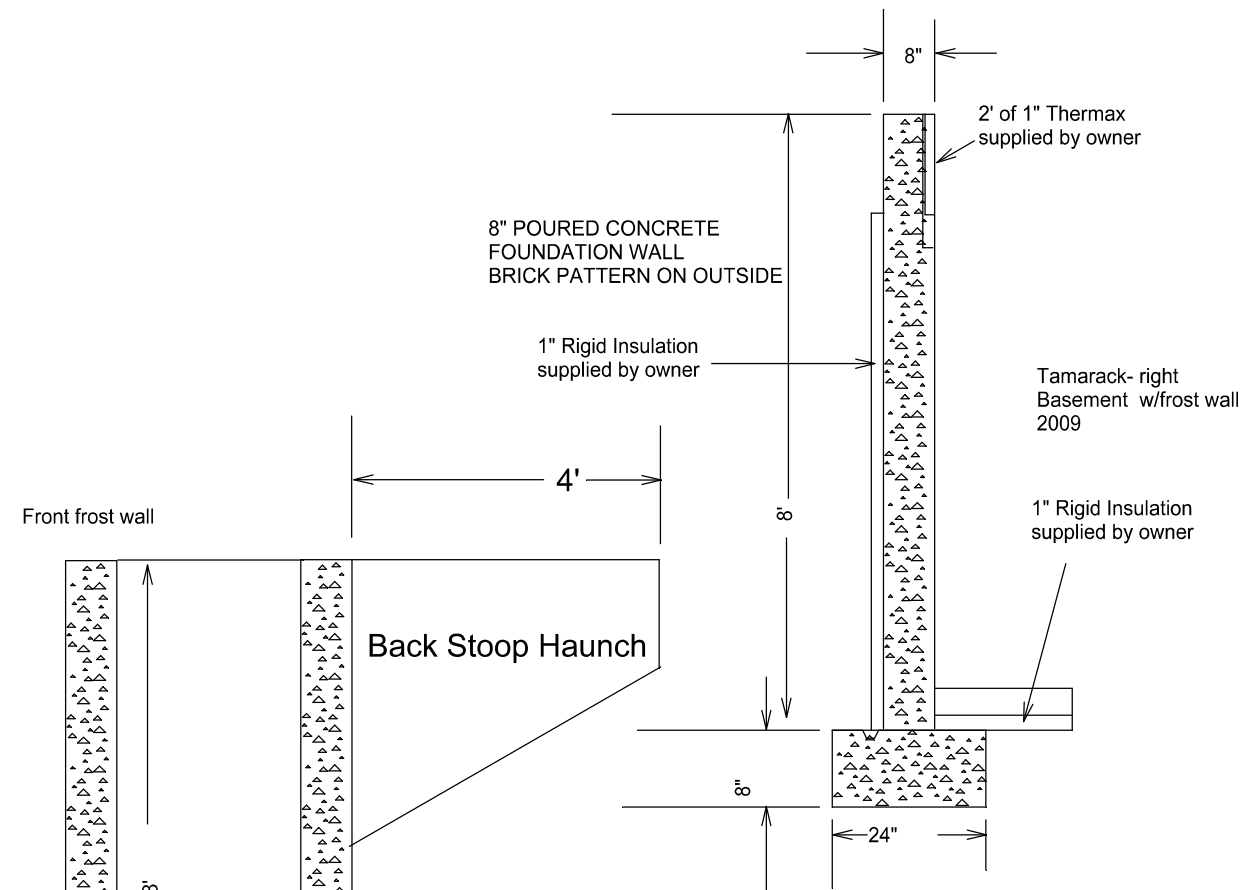 8"
2' of 1" Thermax
supplied by owner
8" POURED CONCRETE
FOUNDATION WALL
BRICK PATTERN ON OUTSIDE
1" Rigid Insulation
supplied by owner
Tamarack- right
Basement w/frost wall
2009
4'
8'
1" Rigid Insulation
supplied by owner
Front frost wall
Back Stoop Haunch
8"
24"